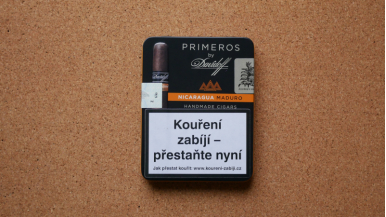 PRIMEROS
by
Davidoff
NICARAGUA MADURO
HANDMADE CIGARS
Kouření
zabíjí –
přestaňte nyní
Jak přestat kouřit: www.koureni-zabiji.cz